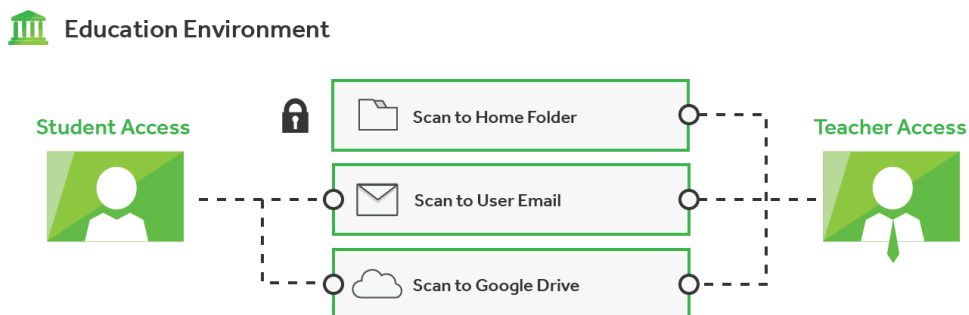 Education Environment
Student Access
Scan to Home Folder
Teacher Access
Scan to User Email
Scan to Google Drive